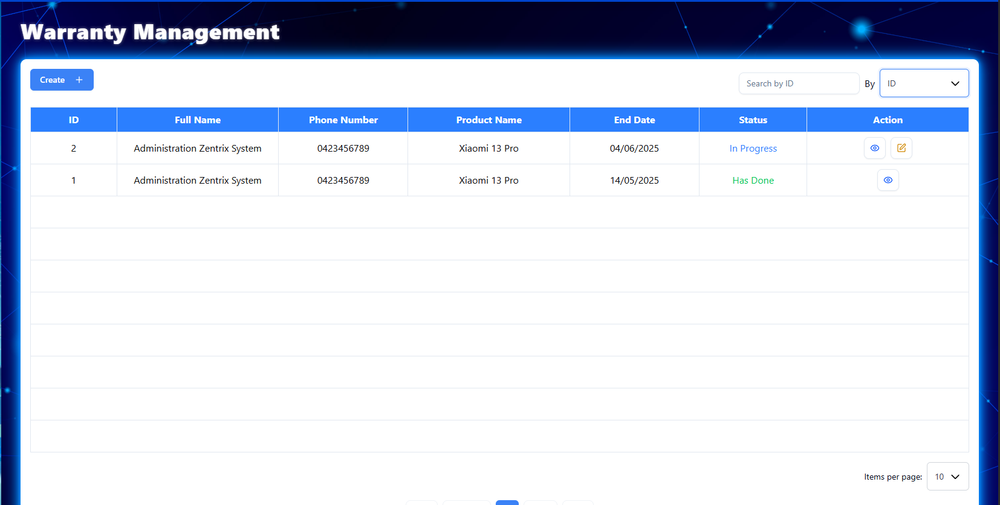 Warranty Management
Create +
Search by ID By ID
ID Full Name Phone Number Product Name End Date Status Action
2 Administration Zentrix System 0423456789 Xiaomi 13 Pro 04/06/2025 In Progress
1 Administration Zentrix System 0423456789 Xiaomi 13 Pro 14/05/2025 Has Done
Items per page: 10